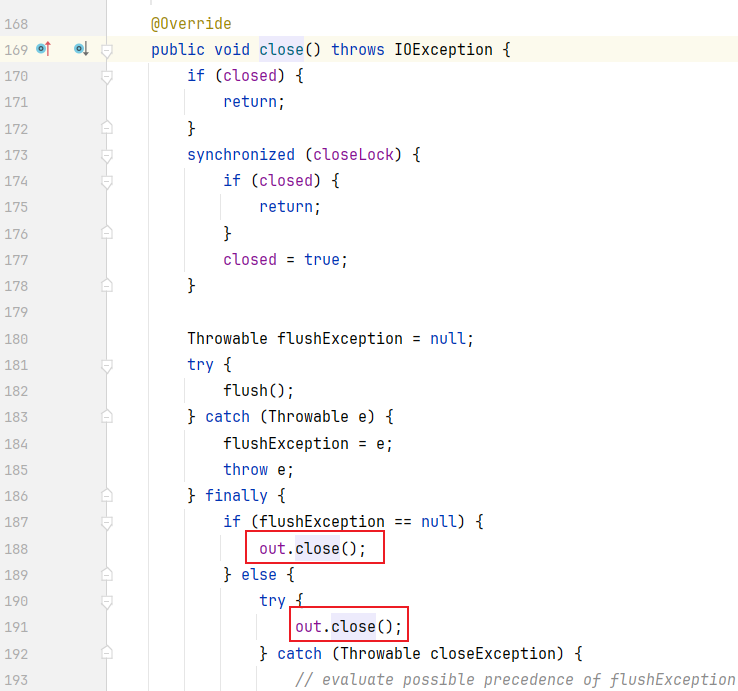 168 @Override
169 public void close() throws IOException {
170 if (closed) {
171 return;
172 }
173 synchronized (closeLock) {
174 if (closed) {
175 return;
176 }
177 closed = true;
178 }
179
180 Throwable flushException = null;
181 try {
182 flush();
183 } catch (Throwable e) {
184 flushException = e;
185 throw e;
186 } finally {
187 if (flushException == null) {
188 out.close();
189 } else {
190 try {
191 out.close();
192 } catch (Throwable closeException) {
193 // evaluate possible precedence of flushException